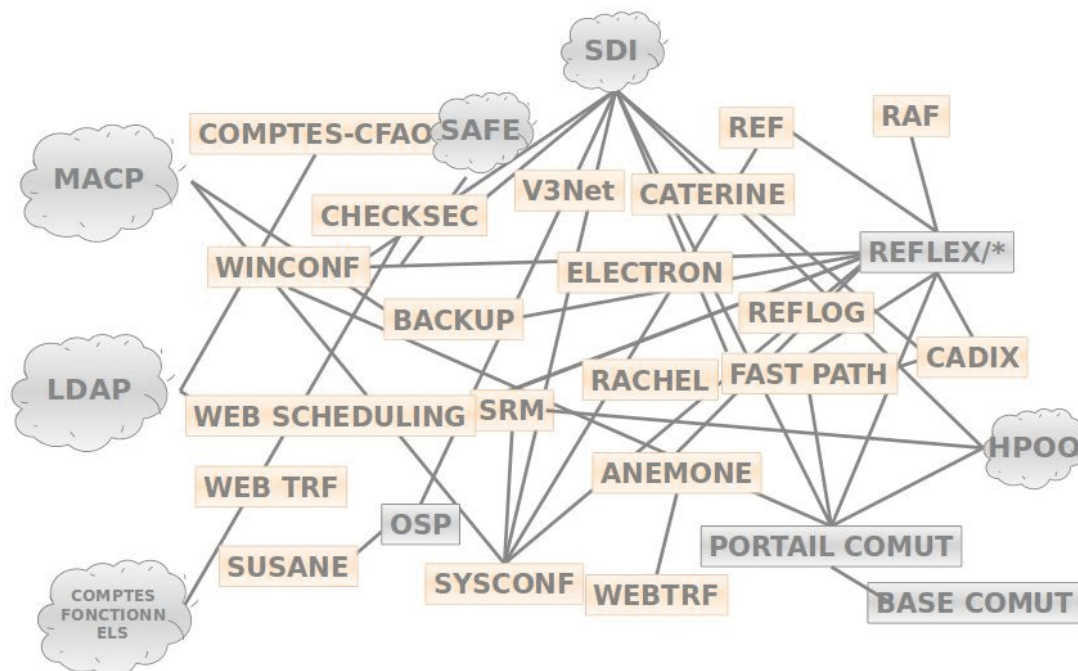 SDI
RAF
REF
COMPTES-CFAO
SAFE
MACP
V3Net
CATERINE
CHECKSEC
REFLEX/*
WINCONF
ELECTRON
REFLOG
BACKUP
CADIX
RACHEL
FAST PATH
LDAP
WEB SCHEDULING
SRM
HPOO
ANEMONE
WEB TRF
OSP
PORTAIL COMUT
SUSANE
SYSCONF
WEBTRF
BASE COMUT
COMPTES
FONCTIONN
ELS